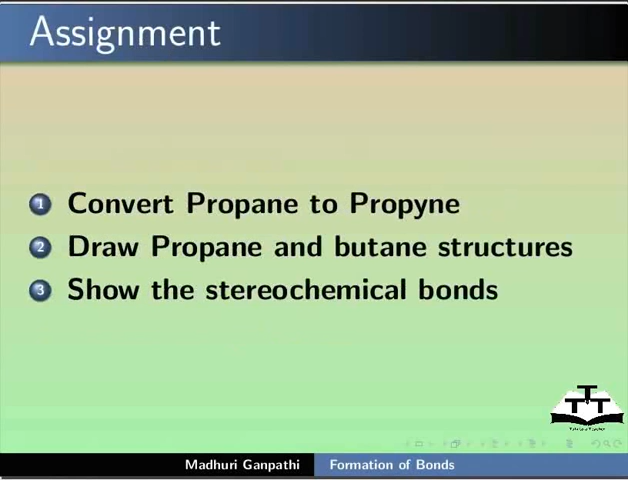 Assignment
1 Convert Propane to Propyne
2 Draw Propane and butane structures
3 Show the stereochemical bonds
T
T T
Madhuri Ganpathi Formation of Bonds